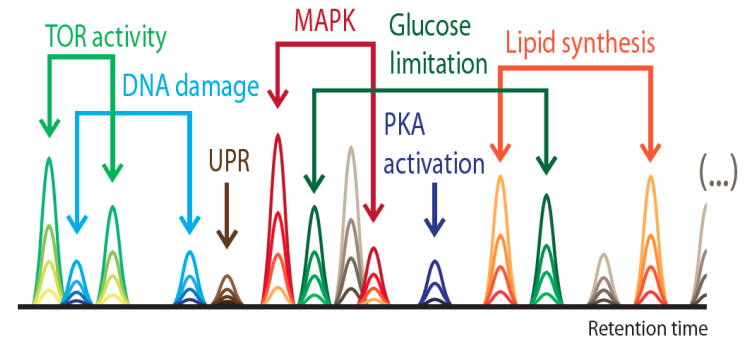 TOR activity
DNA damage
UPR
MAPK
Glucose
limitation
PKA
activation
Lipid synthesis
(...)
Retention time